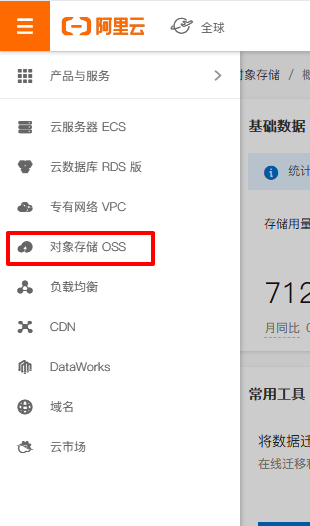 阿里云
全球
产品与服务
对象存储 /
云服务器 ECS
基础数据
云数据库 RDS 版
统计
专有网络 VPC
存储用量
对象存储 OSS
负载均衡
712
CDN
月同比
DataWorks
常用工具
域名
云市场
将数据迁
在线迁移